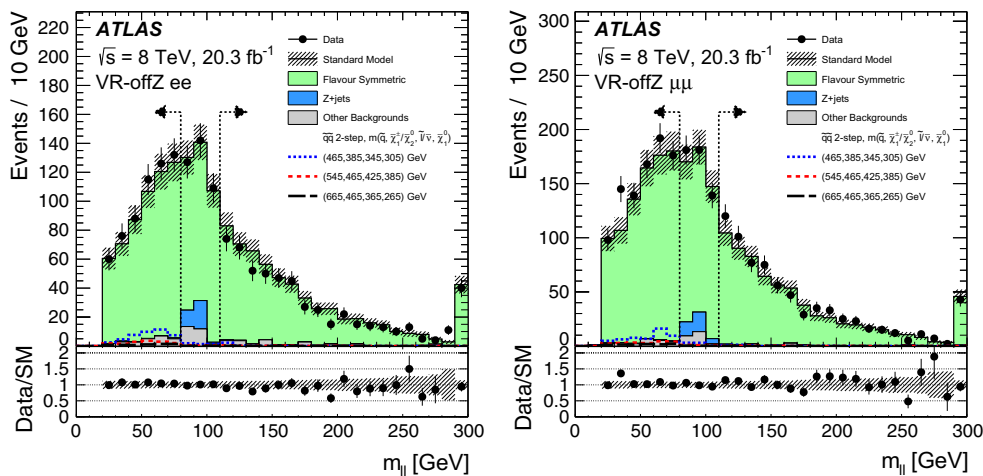 ATLAS
√s = 8 TeV, 20.3 fb⁻¹
VR-offZ ee
Data
Standard Model
Flavour Symmetric
Z+jets
Other Backgrounds
q̃q̃ 2-step, m(q̃, χ̃₁±/χ̃₂⁰, l̃/ν̃, χ̃₁⁰)
(465,385,345,305) GeV
(545,465,425,385) GeV
(665,465,365,265) GeV
Events / 10 GeV
220
200
180
160
140
120
100
80
60
40
20
0
Data/SM
2
1.5
1
0.5
0 50 100 150 200 250 300
m_ll [GeV]
ATLAS
√s = 8 TeV, 20.3 fb⁻¹
VR-offZ μμ
Data
Standard Model
Flavour Symmetric
Z+jets
Other Backgrounds
q̃q̃ 2-step, m(q̃, χ̃₁±/χ̃₂⁰, l̃/ν̃, χ̃₁⁰)
(465,385,345,305) GeV
(545,465,425,385) GeV
(665,465,365,265) GeV
Events / 10 GeV
300
250
200
150
100
50
0
Data/SM
2
1.5
1
0.5
0 50 100 150 200 250 300
m_ll [GeV]